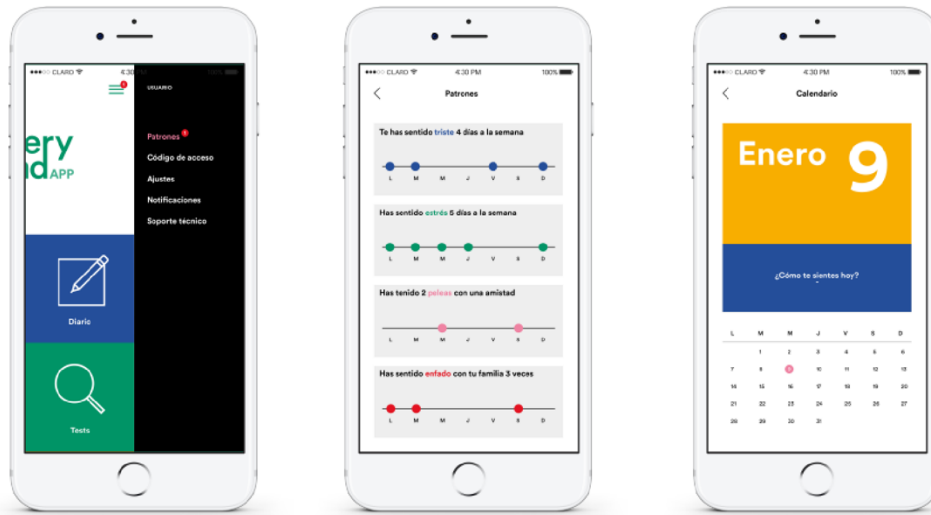 CLARO
4:30
100%
USUARIO
ery
d APP
Patrones
Código de acceso
Ajustes
Notificaciones
Soporte técnico
Diario
Tests
CLARO 4:30 PM 100%
Patrones
Te has sentido triste 4 días a la semana
L M M J V S D
Has sentido estrés 5 días a la semana
L M M J V S D
Has tenido 2 peleas con una amistad
L M M J V S D
Has sentido enfado con tu familia 3 veces
L M M J V S D
CLARO 4:30 PM 100%
Calendario
Enero 9
¿Cómo te sientes hoy?
L M M J V S D
1 2 3 4 5 6
7 8 9 10 11 12 13
14 15 16 17 18 19 20
21 22 23 24 25 26 27
28 29 30 31